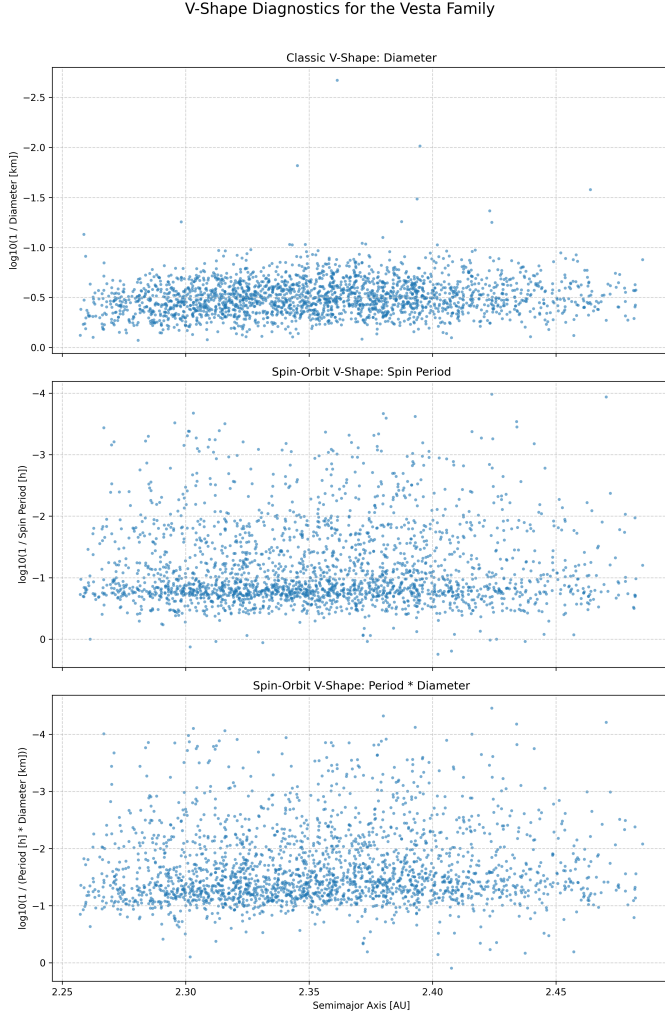 V-Shape Diagnostics for the Vesta Family
Classic V-Shape: Diameter
−2.5
−2.0
−1.5
−1.0
−0.5
0.0
log10(1 / Diameter [km])
Spin-Orbit V-Shape: Spin Period
−4
−3
−2
−1
0
log10(1 / Spin Period [h])
Spin-Orbit V-Shape: Period * Diameter
−4
−3
−2
−1
0
log10(1 / (Period [h] * Diameter [km]))
2.25 2.30 2.35 2.40 2.45
Semimajor Axis [AU]